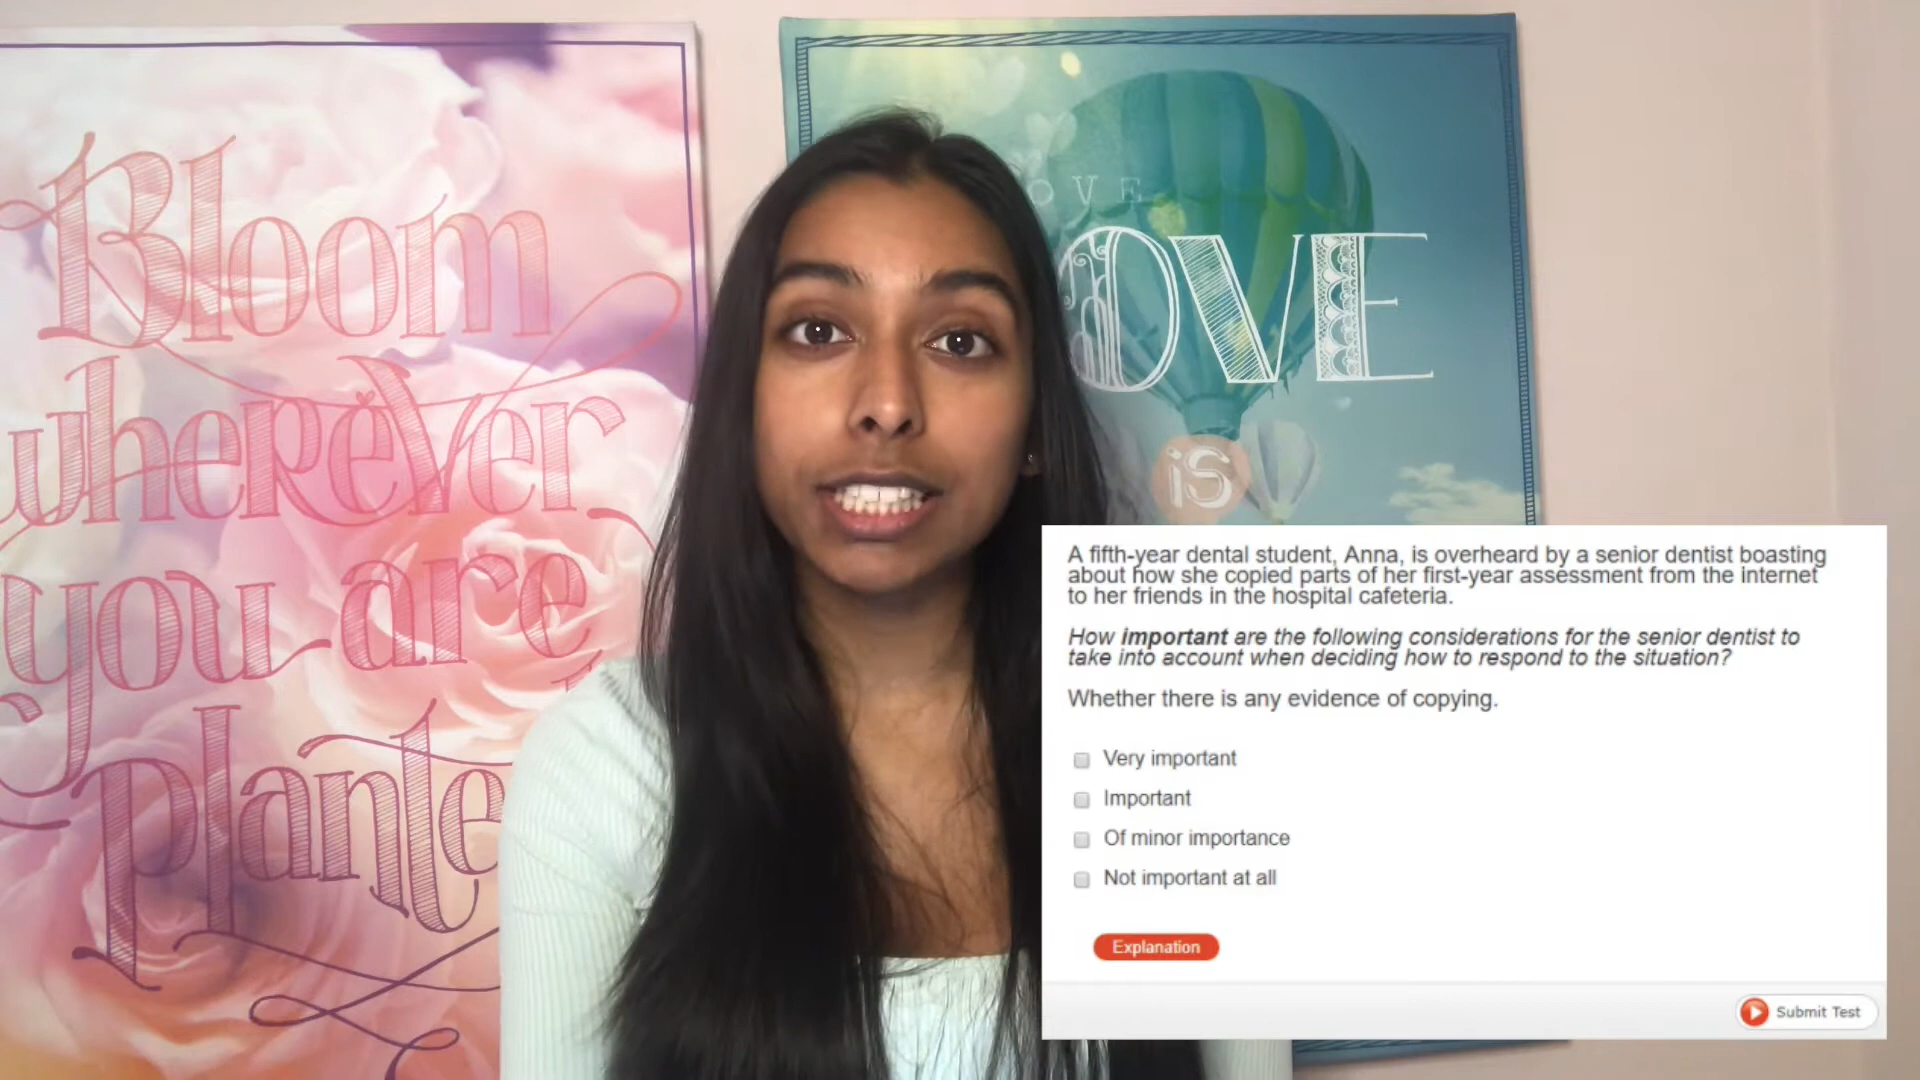 Bloom
wherever
you are
plante
OVE
OVE
is
A fifth-year dental student, Anna, is overheard by a senior dentist boasting
about how she copied parts of her first-year assessment from the internet
to her friends in the hospital cafeteria.
How important are the following considerations for the senior dentist to
take into account when deciding how to respond to the situation?
Whether there is any evidence of copying.
Very important
Important
Of minor importance
Not important at all
Explanation
Submit Test